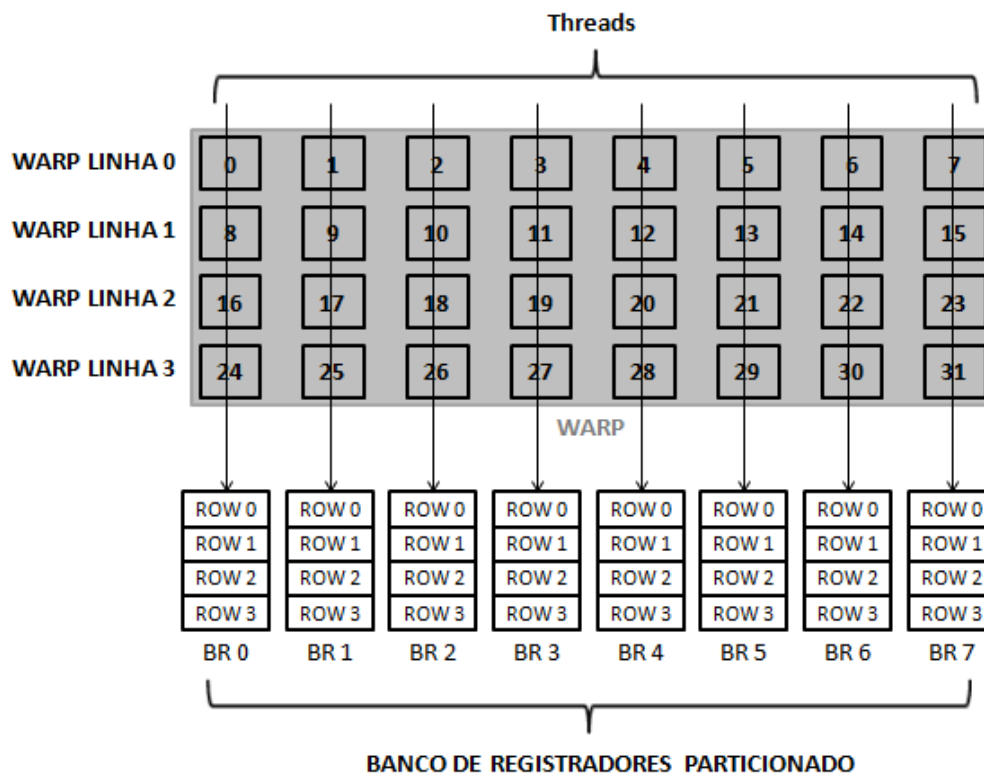 Threads
WARP LINHA 0 0 1 2 3 4 5 6 7
WARP LINHA 1 8 9 10 11 12 13 14 15
WARP LINHA 2 16 17 18 19 20 21 22 23
WARP LINHA 3 24 25 26 27 28 29 30 31
WARP
ROW 0 ROW 0 ROW 0 ROW 0 ROW 0 ROW 0 ROW 0 ROW 0
ROW 1 ROW 1 ROW 1 ROW 1 ROW 1 ROW 1 ROW 1 ROW 1
ROW 2 ROW 2 ROW 2 ROW 2 ROW 2 ROW 2 ROW 2 ROW 2
ROW 3 ROW 3 ROW 3 ROW 3 ROW 3 ROW 3 ROW 3 ROW 3
BR 0 BR 1 BR 2 BR 3 BR 4 BR 5 BR 6 BR 7
BANCO DE REGISTRADORES PARTICIONADO